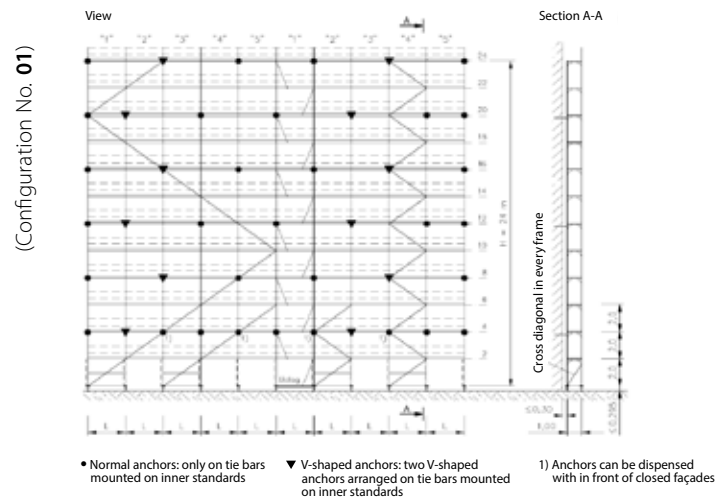 (Configuration No. 01)
View
Section A-A
A
"1" "2" "3" "4" "5" "1" "2" "3" "4" "5"
24
22
20
18
16
14
12
10
8
6
4
2
H = 24 m
Cross diagonal in every frame
2,0
2,0
2,0
1)
1)
1)
A
≤0,30
1,00
≤ 0,295
L L L L L L L L L L
• Normal anchors: only on tie bars
mounted on inner standards
▼ V-shaped anchors: two V-shaped
anchors arranged on tie bars mounted
on inner standards
1) Anchors can be dispensed
with in front of closed façades